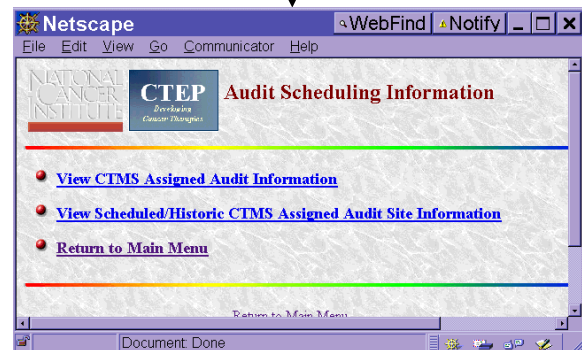 Netscape WebFind Notify
File Edit View Go Communicator Help
NATIONAL
CANCER
INSTITUTE
CTEP
Developing
Cancer Therapies
Audit Scheduling Information
View CTMS Assigned Audit Information
View Scheduled/Historic CTMS Assigned Audit Site Information
Return to Main Menu
Return to Main Menu
Document: Done